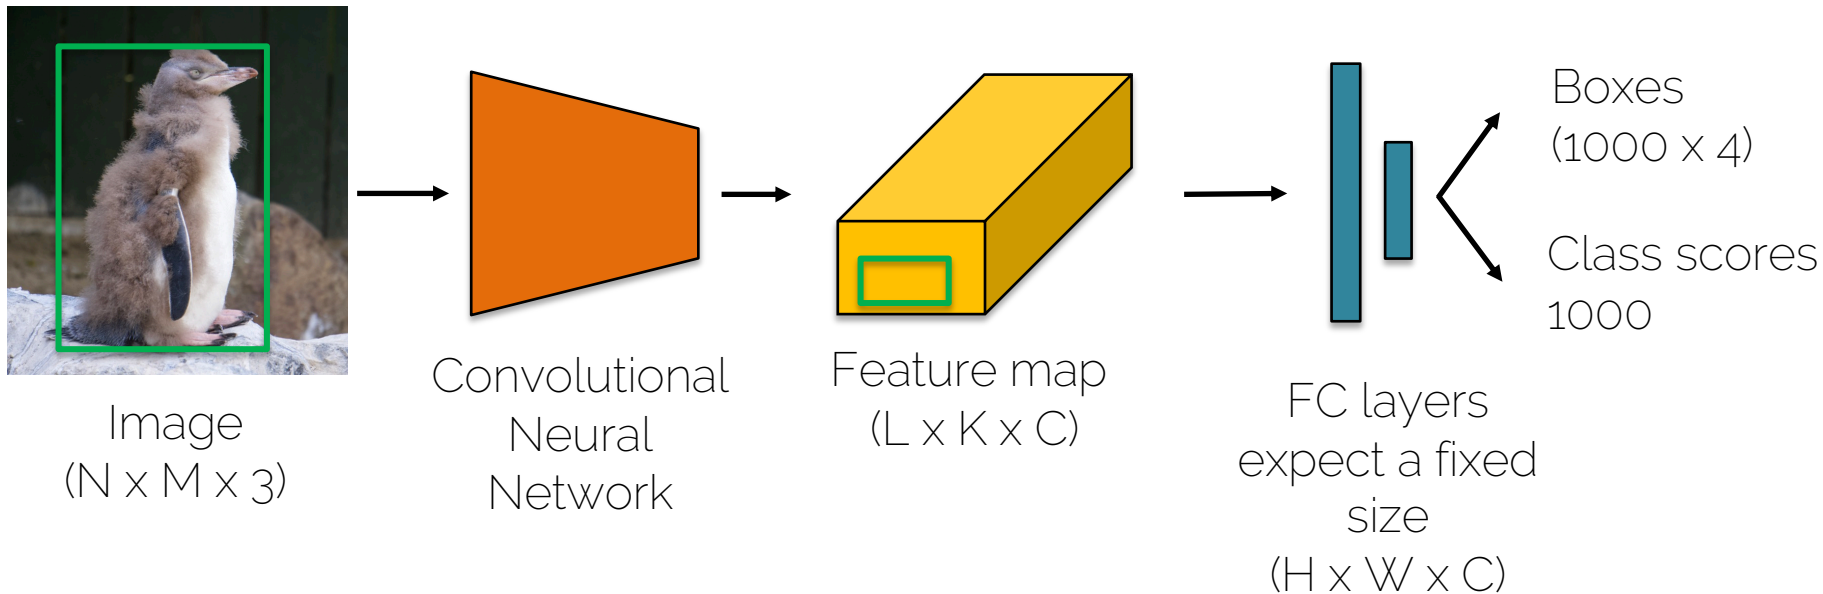 Image
(N x M x 3)
Convolutional
Neural
Network
Feature map
(L x K x C)
FC layers
expect a fixed
size
(H x W x C)
Boxes
(1000 x 4)
Class scores
1000